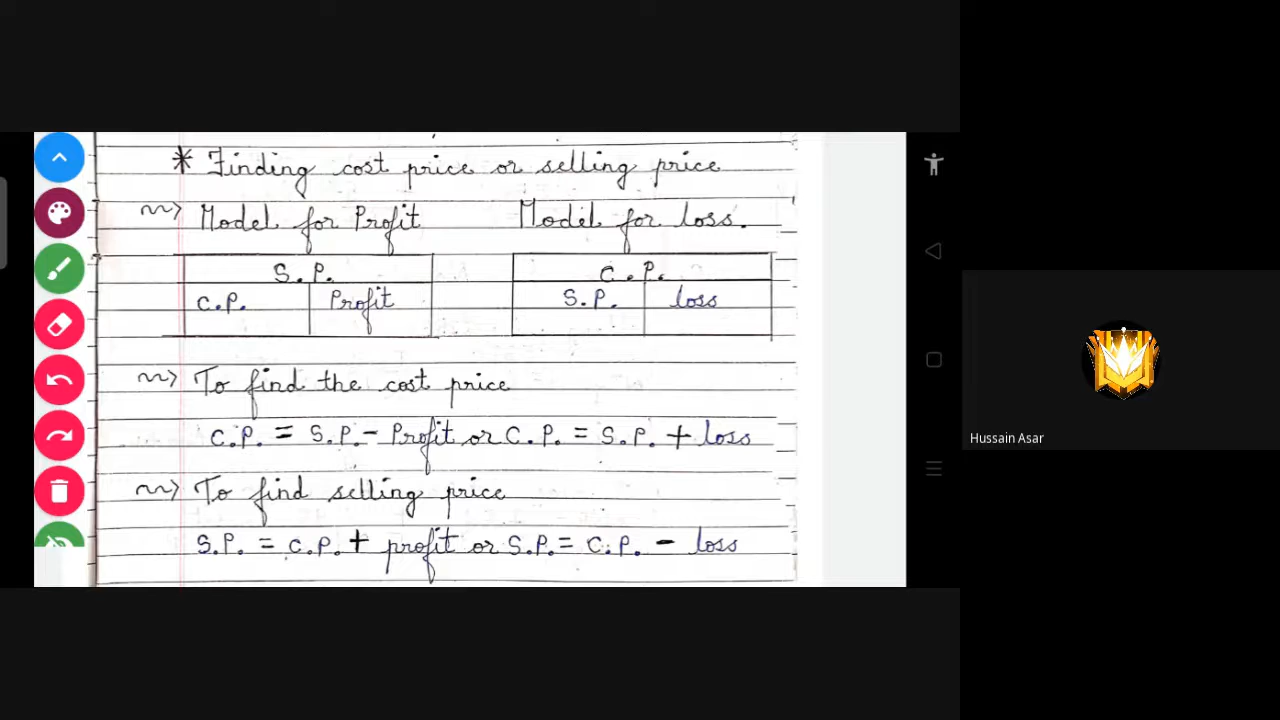 * Finding cost price or selling price
~> Model for Profit Model for loss.
S.P. C.P.
C.P. Profit S.P. loss
~> To find the cost price
C.P. = S.P. - Profit or C.P. = S.P. + loss
~> To find selling price
S.P. = C.P. + profit or S.P. = C.P. - loss
Hussain Asar